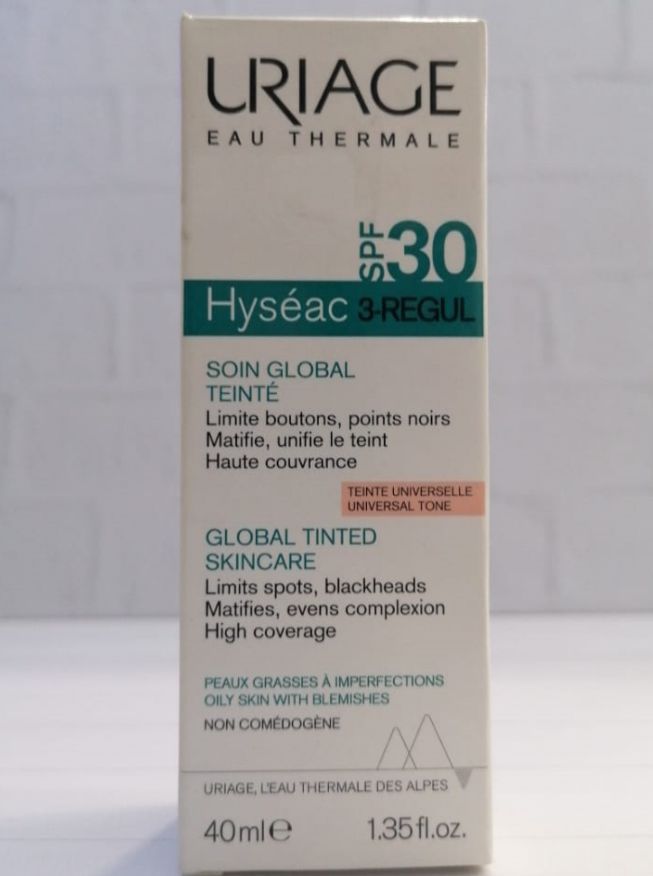 URIAGE
EAU THERMALE
SPF 30
Hyséac 3-REGUL
SOIN GLOBAL
TEINTÉ
Limite boutons, points noirs
Matifie, unifie le teint
Haute couvrance
TEINTE UNIVERSELLE
UNIVERSAL TONE
GLOBAL TINTED
SKINCARE
Limits spots, blackheads
Matifies, evens complexion
High coverage
PEAUX GRASSES À IMPERFECTIONS
OILY SKIN WITH BLEMISHES
NON COMÉDOGÈNE
URIAGE, L'EAU THERMALE DES ALPES
40ml℮ 1.35fl.oz.